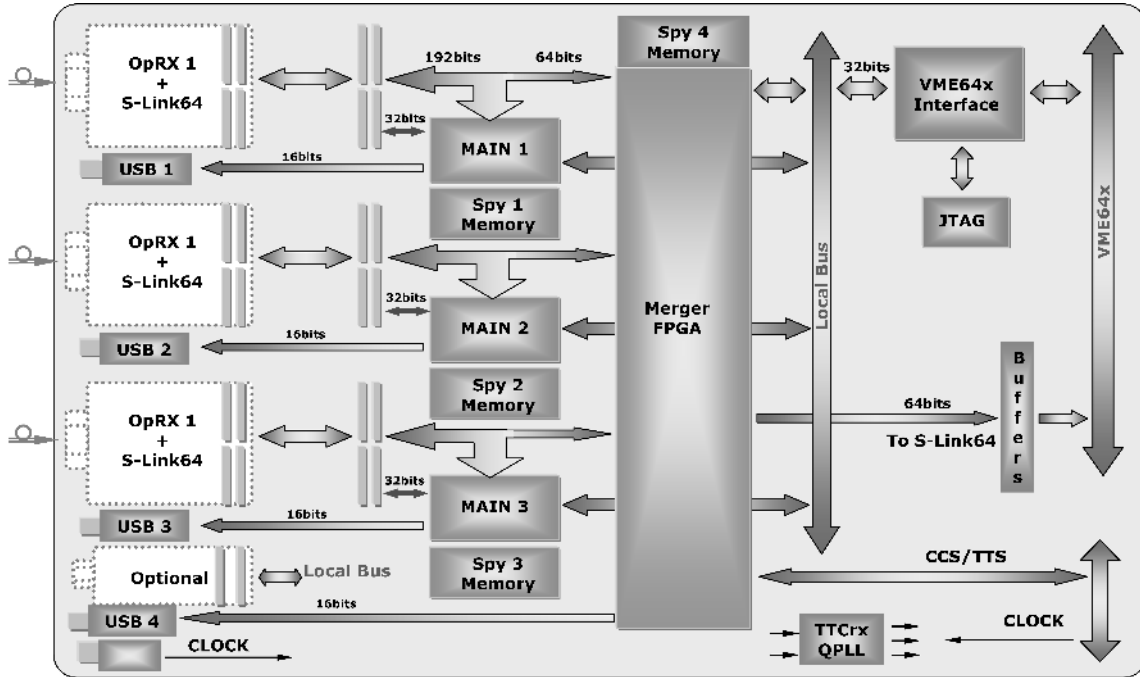 OpRX 1
+
S-Link64
USB 1
16bits
192bits
64bits
32bits
MAIN 1
Spy 1
Memory
OpRX 1
+
S-Link64
USB 2
16bits
32bits
MAIN 2
Spy 2
Memory
OpRX 1
+
S-Link64
USB 3
16bits
32bits
MAIN 3
Spy 3
Memory
Optional
Local Bus
USB 4
16bits
CLOCK
Spy 4
Memory
Merger
FPGA
Local Bus
32bits
VME64x
Interface
JTAG
VME64x
64bits
To S-Link64
Buffers
CCS/TTS
TTCrx
QPLL
CLOCK